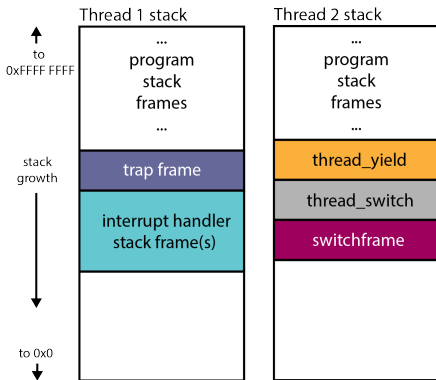 Thread 1 stack
Thread 2 stack
to
0xFFFF FFFF
stack
growth
to 0x0
...
program
stack
frames
...
trap frame
interrupt handler
stack frame(s)
...
program
stack
frames
...
thread_yield
thread_switch
switchframe